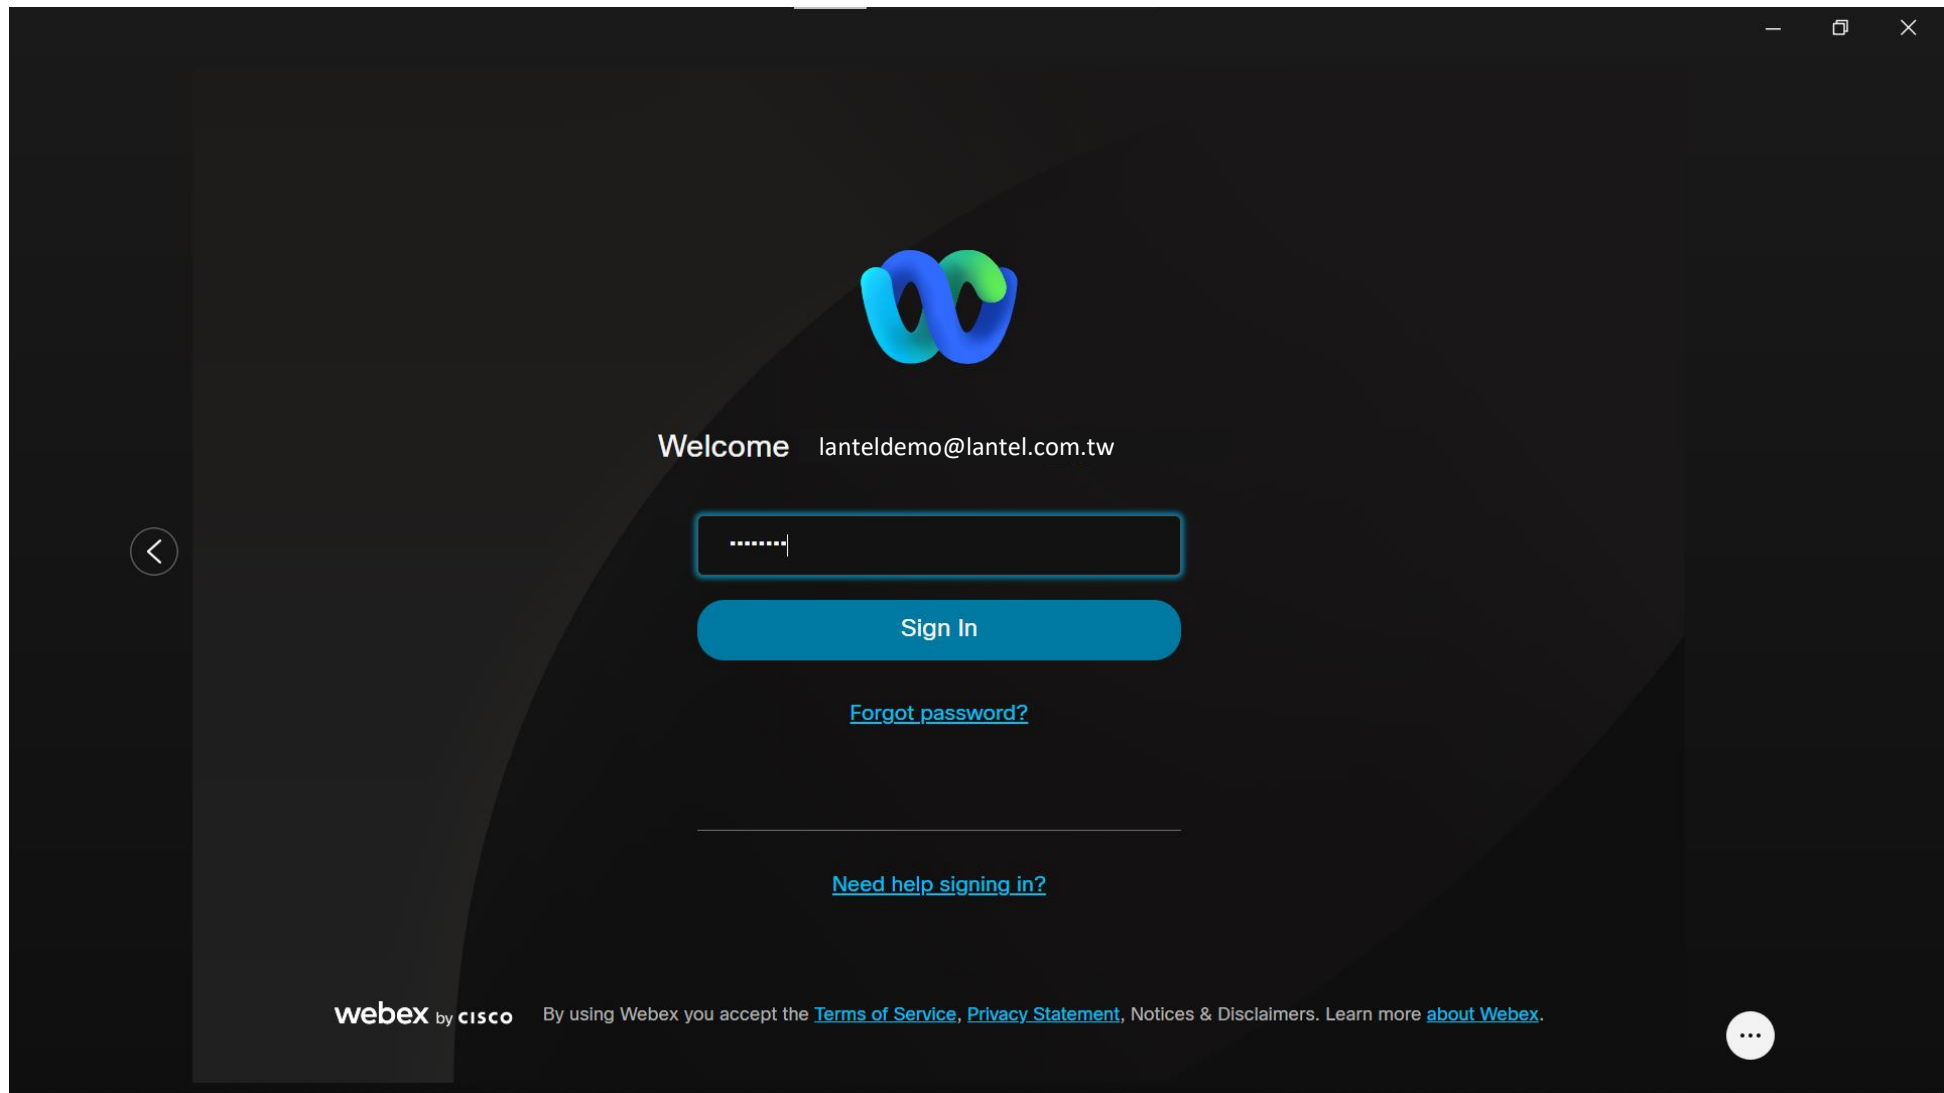 Welcome lanteldemo@lantel.com.tw
••••••••
Sign In
Forgot password?
Need help signing in?
webex by CISCO By using Webex you accept the Terms of Service, Privacy Statement, Notices & Disclaimers. Learn more about Webex.